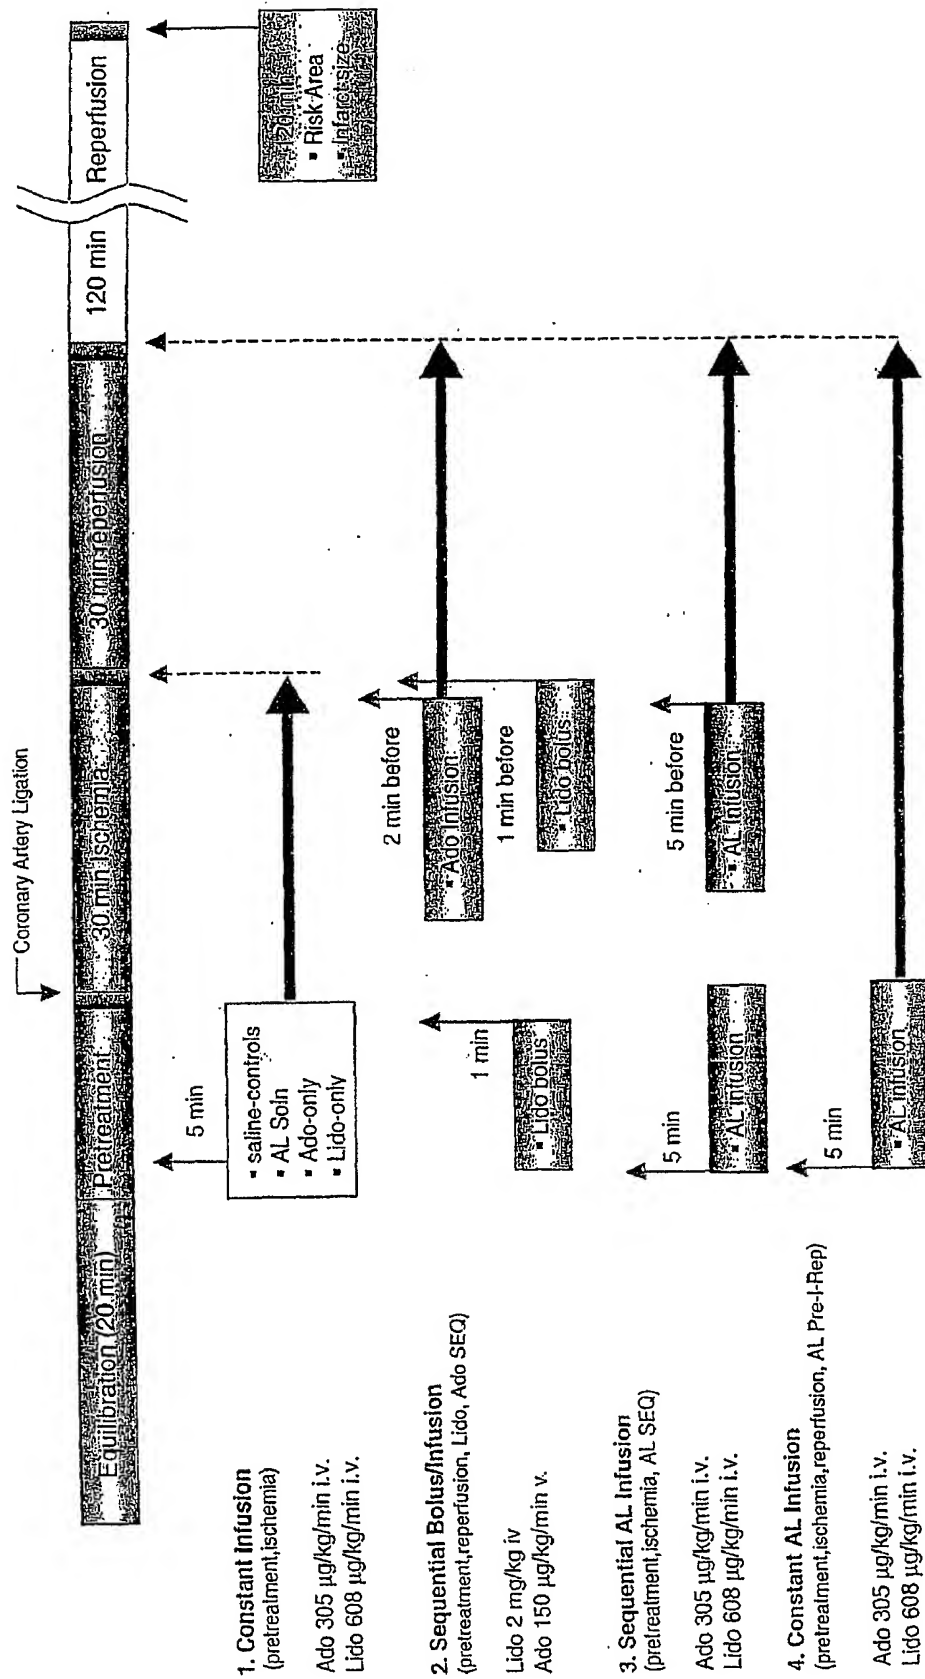 Coronary Artery Ligation
Equilibration (20 min)
Pretreatment
30 min Ischemia
30 min reperfusion
120 min
Reperfusion
120 min
▪ Risk Area
▪ Infarct size
1. Constant Infusion
(pretreatment,ischemia)
Ado 305 µg/kg/min i.v.
Lido 608 µg/kg/min i.v.
5 min
▪ saline-controls
▪ AL Soln
▪ Ado-only
▪ Lido-only
2. Sequential Bolus/Infusion
(pretreatment,reperfusion, Lido, Ado SEQ)
Lido 2 mg/kg iv
Ado 150 µg/kg/min v.
1 min
▪ Lido bolus
2 min before
▪ Ado Infusion
1 min before
▪ Lido bolus
3. Sequential AL Infusion
(pretreatment,ischemia, AL SEQ)
Ado 305 µg/kg/min i.v.
Lido 608 µg/kg/min i.v.
5 min
▪ AL Infusion
5 min before
▪ AL Infusion
4. Constant AL Infusion
(pretreatment,ischemia,reperfusion, AL Pre-I-Rep)
Ado 305 µg/kg/min i.v.
Lido 608 µg/kg/min i.v.
5 min
▪ AL Infusion